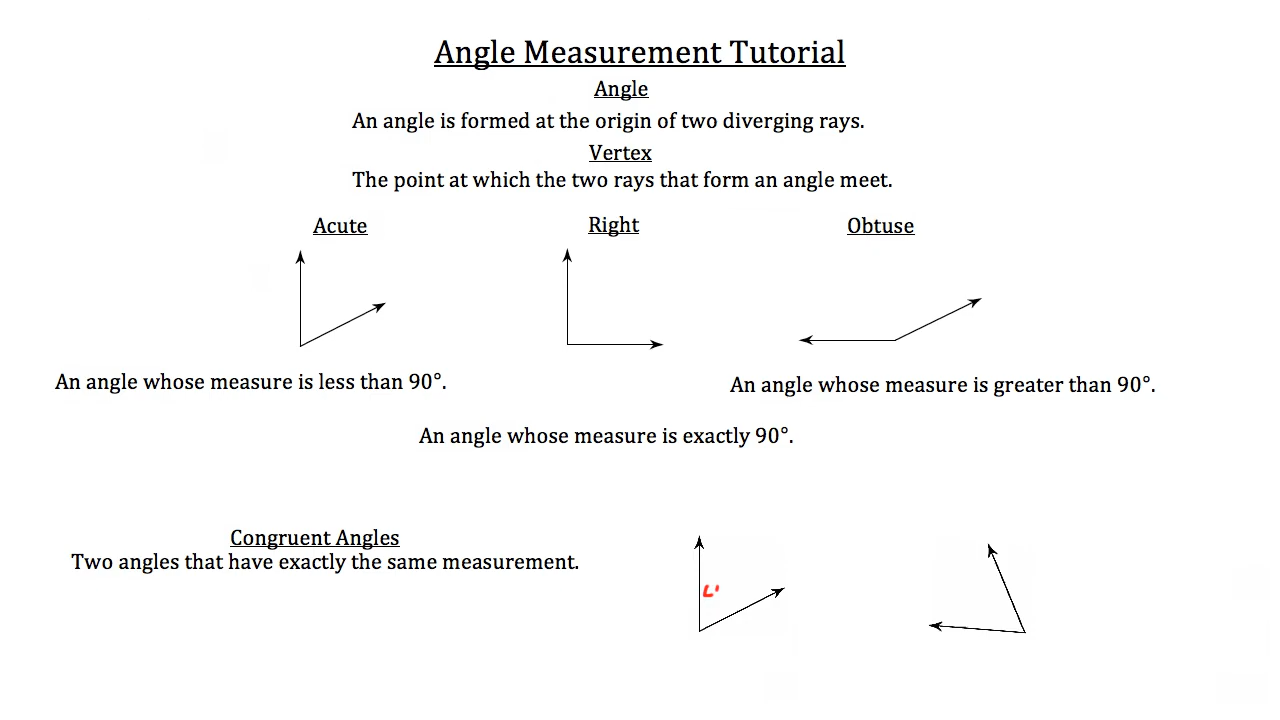 Angle Measurement Tutorial
Angle
An angle is formed at the origin of two diverging rays.
Vertex
The point at which the two rays that form an angle meet.
Acute
Right
Obtuse
An angle whose measure is less than 90°.
An angle whose measure is greater than 90°.
An angle whose measure is exactly 90°.
Congruent Angles
Two angles that have exactly the same measurement.